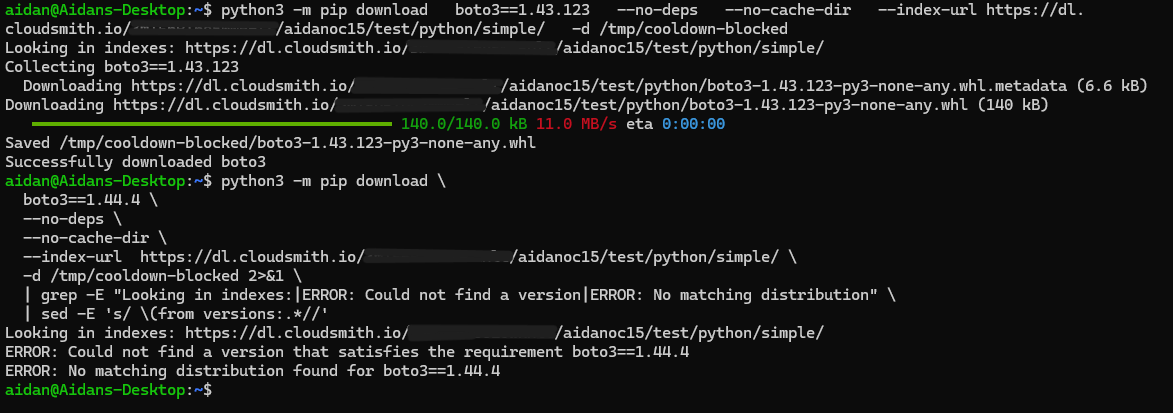 aidan@Aidans-Desktop:~$ python3 -m pip download   boto3==1.43.123   --no-deps   --no-cache-dir   --index-url https://dl.
cloudsmith.io/ /aidanoc15/test/python/simple/   -d /tmp/cooldown-blocked
Looking in indexes: https://dl.cloudsmith.io/ /aidanoc15/test/python/simple/
Collecting boto3==1.43.123
  Downloading https://dl.cloudsmith.io/ /aidanoc15/test/python/boto3-1.43.123-py3-none-any.whl.metadata (6.6 kB)
Downloading https://dl.cloudsmith.io/ /aidanoc15/test/python/boto3-1.43.123-py3-none-any.whl (140 kB)
140.0/140.0 kB 11.0 MB/s eta 0:00:00
Saved /tmp/cooldown-blocked/boto3-1.43.123-py3-none-any.whl
Successfully downloaded boto3
aidan@Aidans-Desktop:~$ python3 -m pip download \
  boto3==1.44.4 \
  --no-deps \
  --no-cache-dir \
  --index-url  https://dl.cloudsmith.io/ /aidanoc15/test/python/simple/ \
  -d /tmp/cooldown-blocked 2>&1 \
  | grep -E "Looking in indexes:|ERROR: Could not find a version|ERROR: No matching distribution" \
  | sed -E 's/ \(from versions:.*//'
Looking in indexes: https://dl.cloudsmith.io/ /aidanoc15/test/python/simple/
ERROR: Could not find a version that satisfies the requirement boto3==1.44.4
ERROR: No matching distribution found for boto3==1.44.4
aidan@Aidans-Desktop:~$